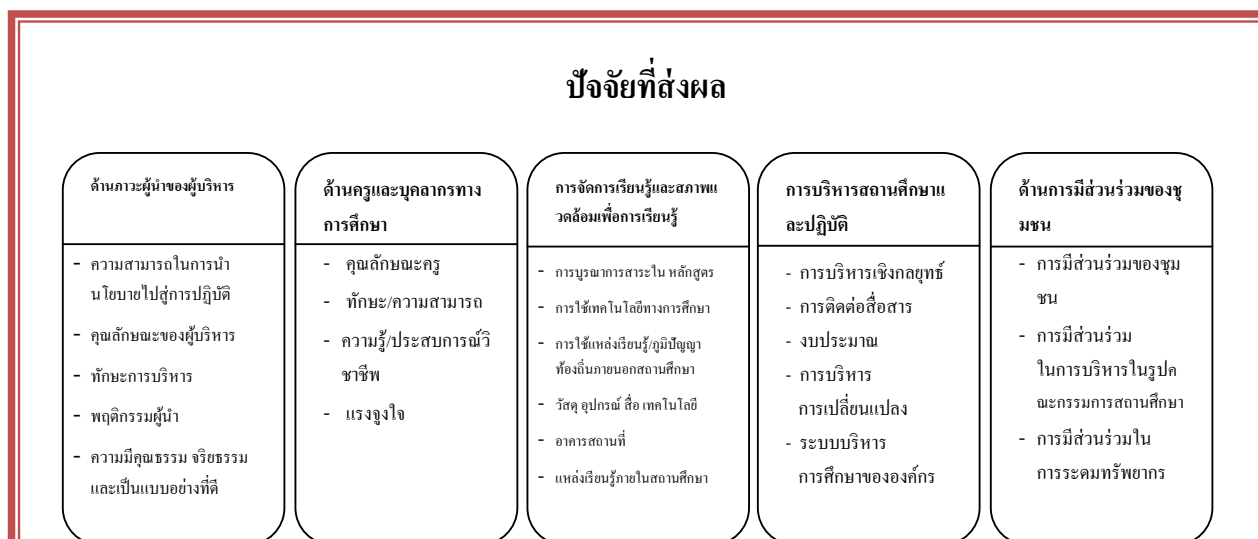 ปัจจัยที่ส่งผล
ด้านภาวะผู้นำของผู้บริหาร
- ความสามารถในการนำ
นโยบายไปสู่การปฏิบัติ
- คุณลักษณะของผู้บริหาร
- ทักษะการบริหาร
- พฤติกรรมผู้นำ
- ความมีคุณธรรม จริยธรรม
และเป็นแบบอย่างที่ดี
ด้านครูและบุคลากรทาง
การศึกษา
- คุณลักษณะครู
- ทักษะ/ความสามารถ
- ความรู้/ประสบการณ์วิ
ชาชีพ
- แรงจูงใจ
การจัดการเรียนรู้และสภาพแ
วดล้อมเพื่อการเรียนรู้
- การบูรณาการสาระใน หลักสูตร
- การใช้เทคโนโลยีทางการศึกษา
- การใช้แหล่งเรียนรู้/ภูมิปัญญา
ท้องถิ่นภายนอกสถานศึกษา
- วัสดุ อุปกรณ์ สื่อ เทคโนโลยี
- อาคารสถานที่
- แหล่งเรียนรู้ภายในสถานศึกษา
การบริหารสถานศึกษาแ
ละปฏิบัติ
- การบริหารเชิงกลยุทธ์
- การติดต่อสื่อสาร
- งบประมาณ
- การบริหาร
การเปลี่ยนแปลง
- ระบบบริหาร
การศึกษาขององค์กร
ด้านการมีส่วนร่วมของชุ
มชน
- การมีส่วนร่วมของชุม
ชน
- การมีส่วนร่วม
ในการบริหารในรูปค
ณะกรรมการสถานศึกษา
- การมีส่วนร่วมใน
การระดมทรัพยากร